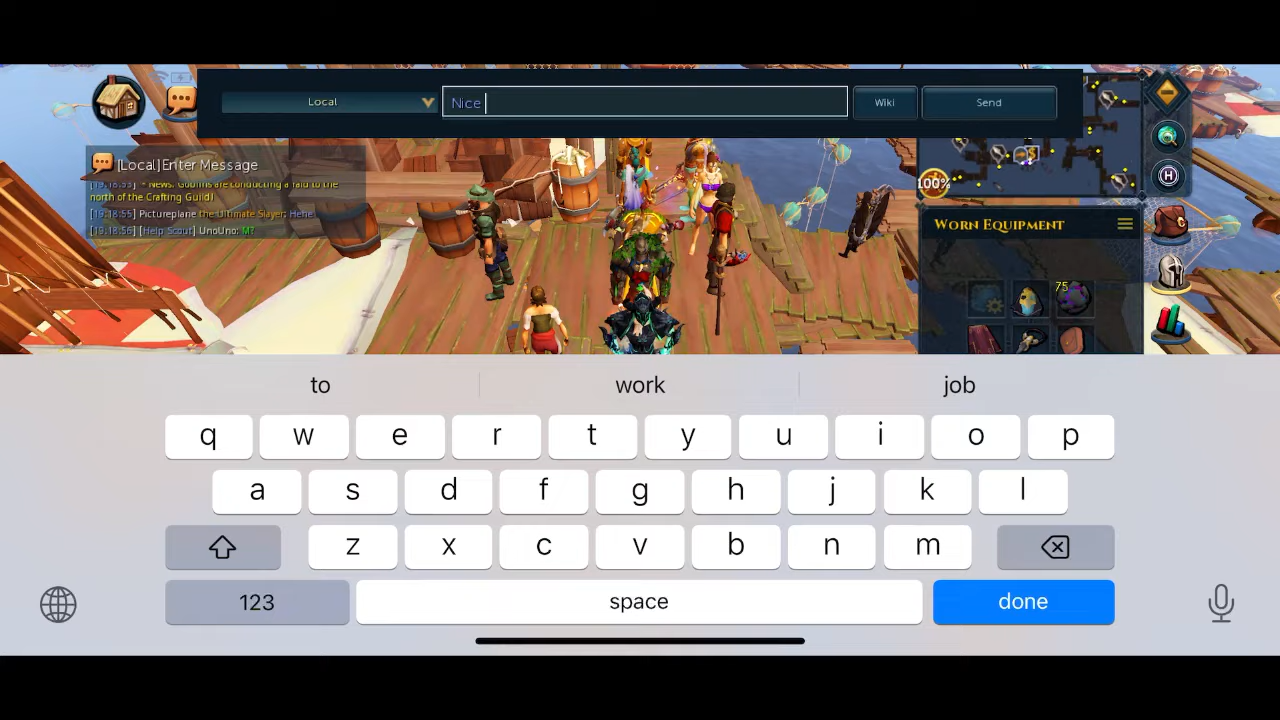 Local
Nice
Wiki
Send
[Local]Enter Message
[19:18:53] * News: Goblins are conducting a raid to the
north of the Crafting Guild!
[19:18:55] Pictureplane the Ultimate Slayer: Hehe
[19:18:56] [Help Scout] UnoUno: M?
100%
H
WORN EQUIPMENT
75
to work job
q w e r t y u i o p
a s d f g h j k l
z x c v b n m
123 space done